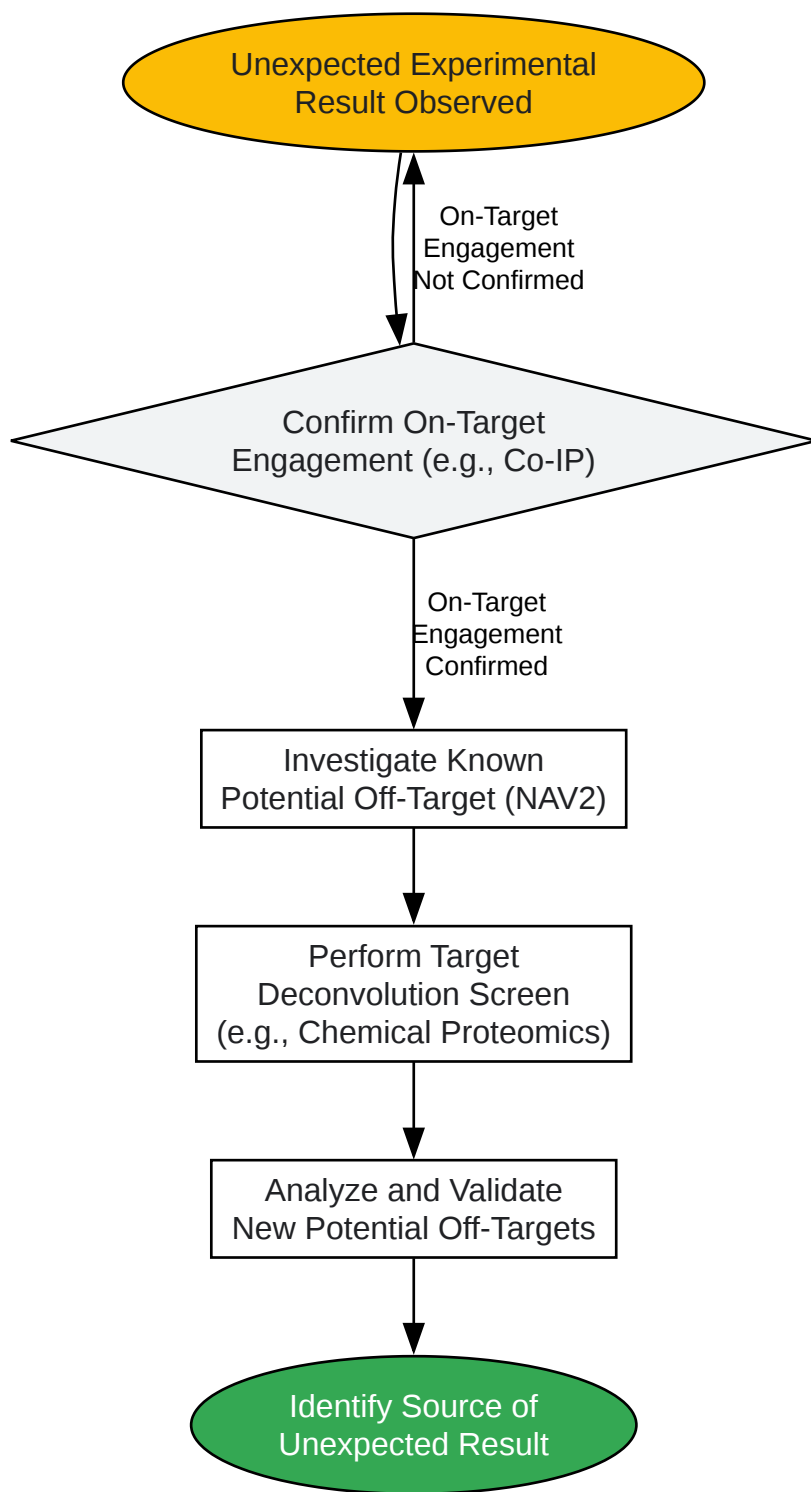 Unexpected Experimental
Result Observed
On-Target
Engagement
Not Confirmed
Confirm On-Target
Engagement (e.g., Co-IP)
On-Target
Engagement
Confirmed
Investigate Known
Potential Off-Target (NAV2)
Perform Target
Deconvolution Screen
(e.g., Chemical Proteomics)
Analyze and Validate
New Potential Off-Targets
Identify Source of
Unexpected Result